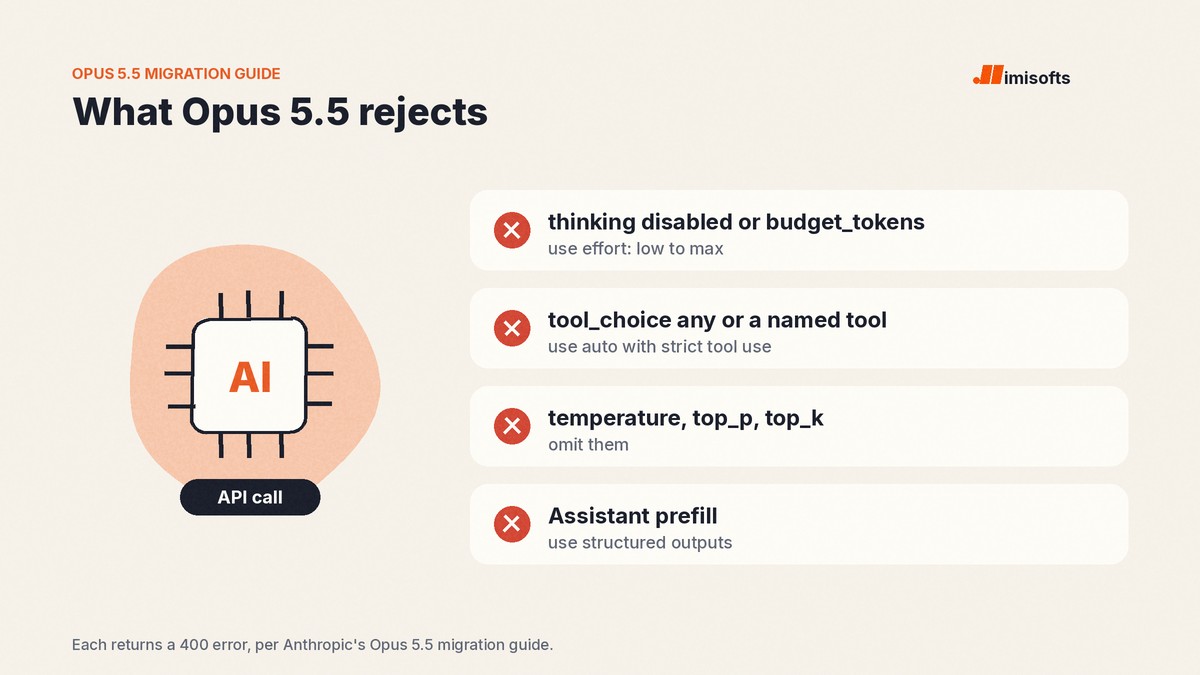 OPUS 5.5 MIGRATION GUIDE
What Opus 5.5 rejects
imisofts
thinking disabled or budget_tokens
use effort: low to max
tool_choice any or a named tool
use auto with strict tool use
temperature, top_p, top_k
omit them
Assistant prefill
use structured outputs
AI
API call
Each returns a 400 error, per Anthropic's Opus 5.5 migration guide.